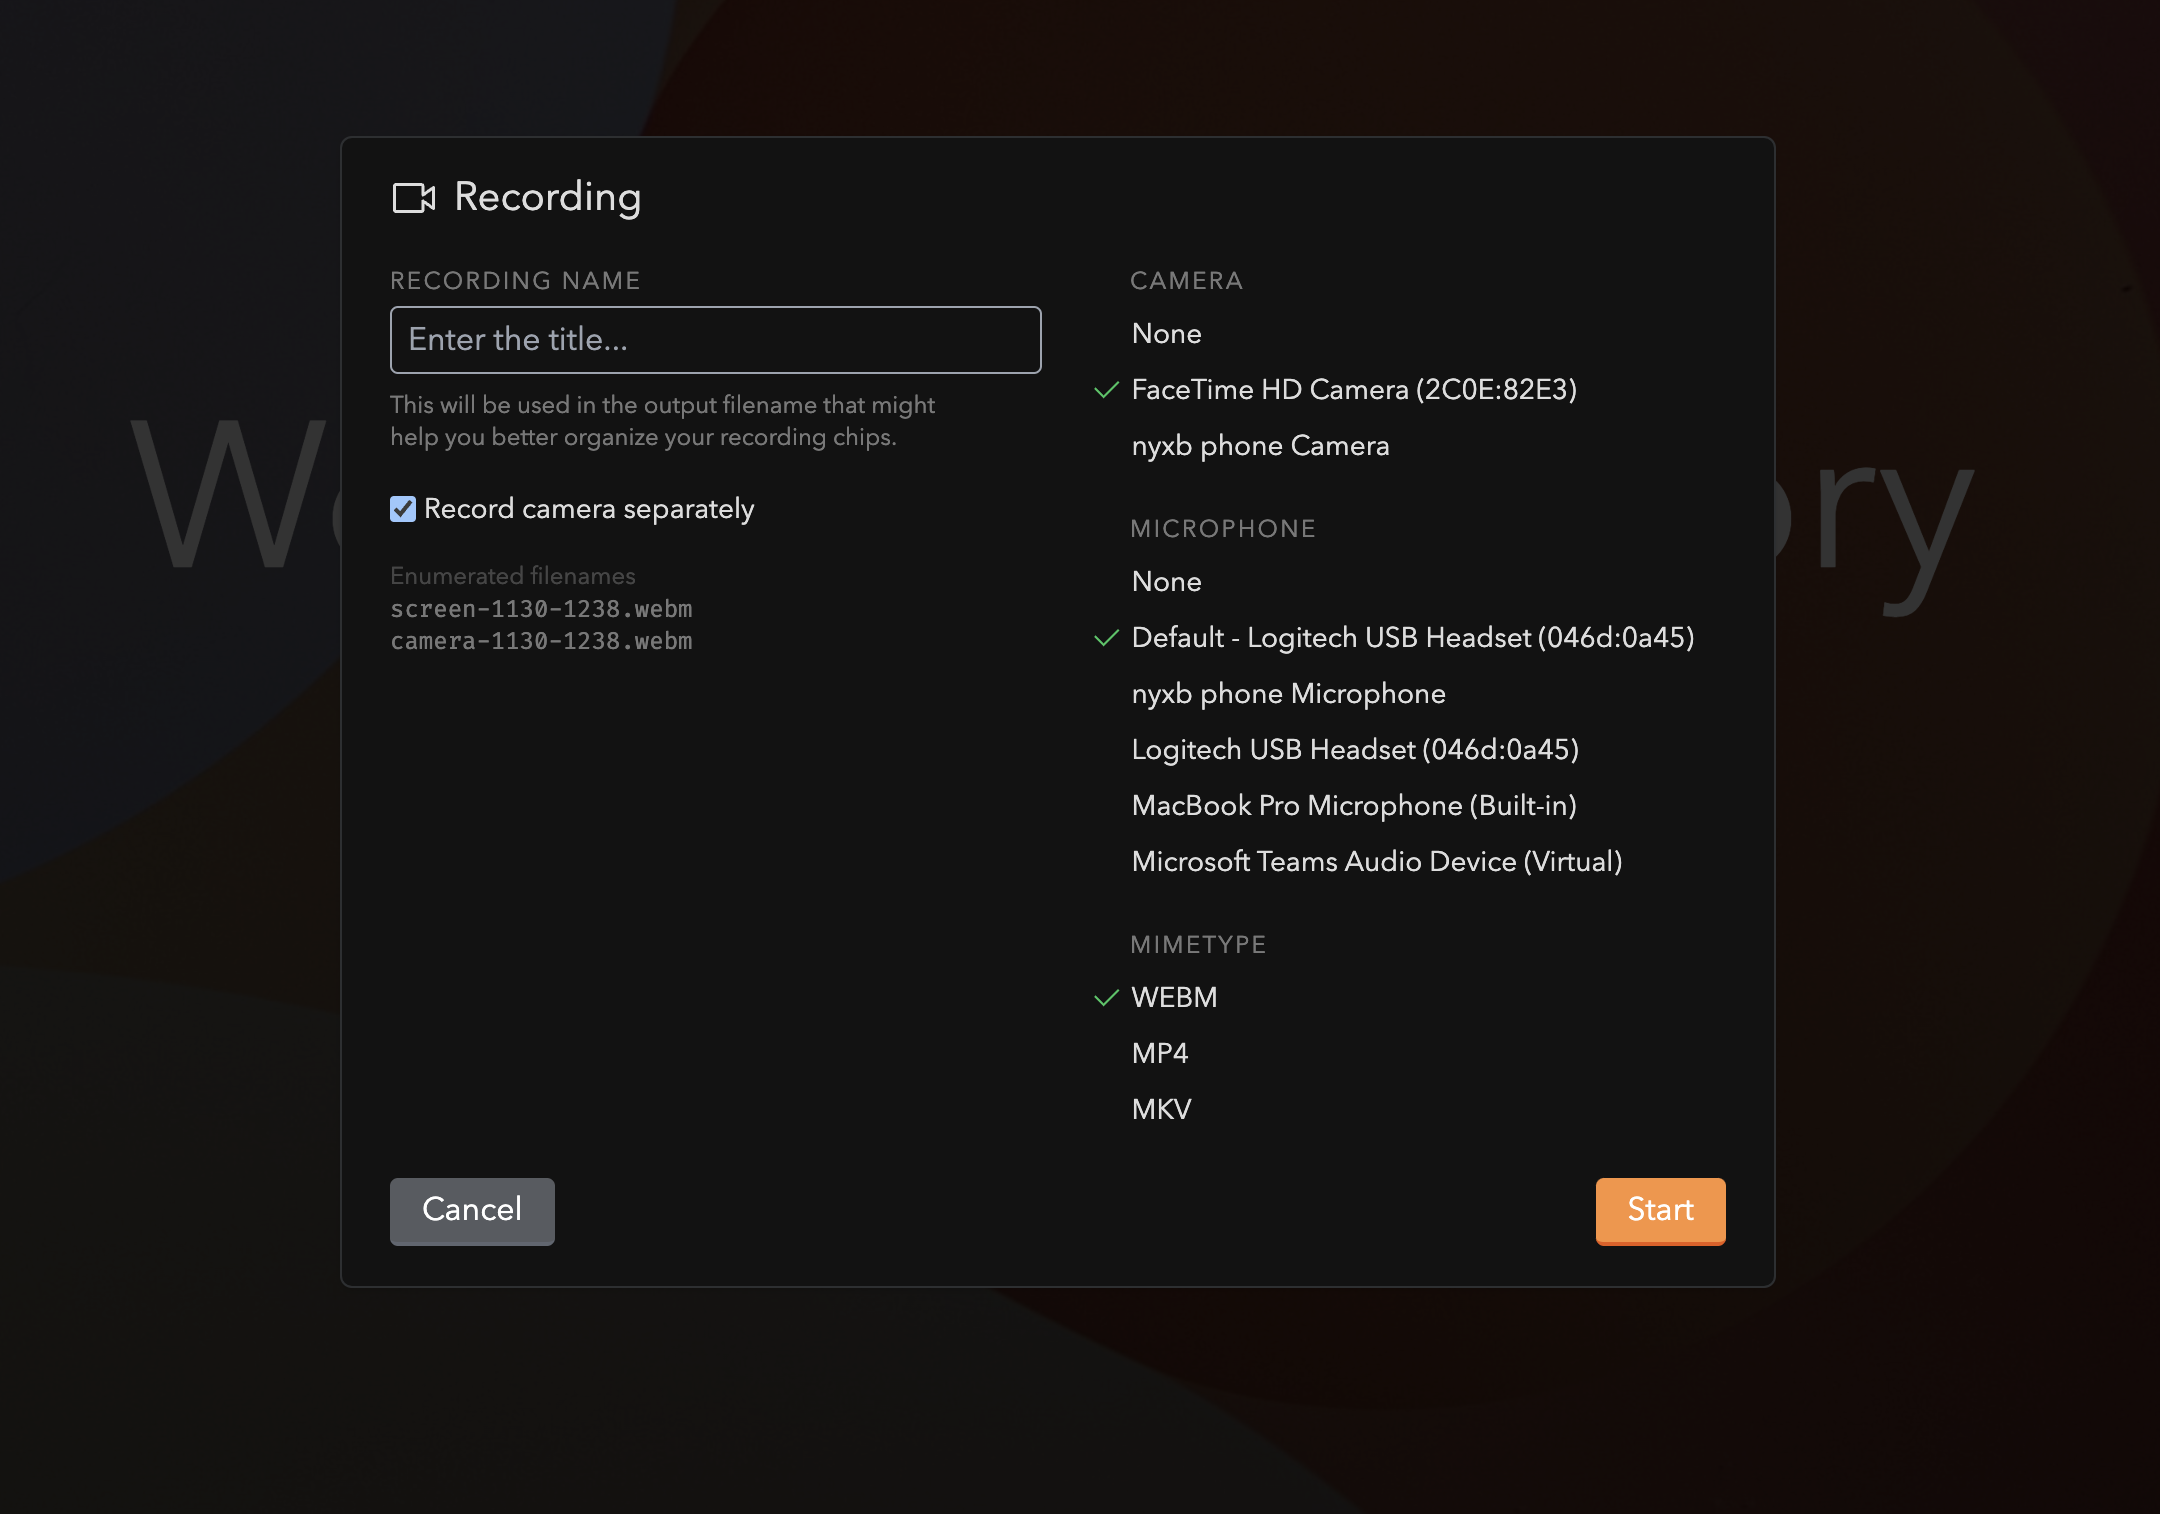 Recording
RECORDING NAME
Enter the title...
This will be used in the output filename that might
help you better organize your recording chips.
Record camera separately
Enumerated filenames
screen-1130-1238.webm
camera-1130-1238.webm
CAMERA
None
FaceTime HD Camera (2C0E:82E3)
nyxb phone Camera
MICROPHONE
None
Default - Logitech USB Headset (046d:0a45)
nyxb phone Microphone
Logitech USB Headset (046d:0a45)
MacBook Pro Microphone (Built-in)
Microsoft Teams Audio Device (Virtual)
MIMETYPE
WEBM
MP4
MKV
Cancel
Start